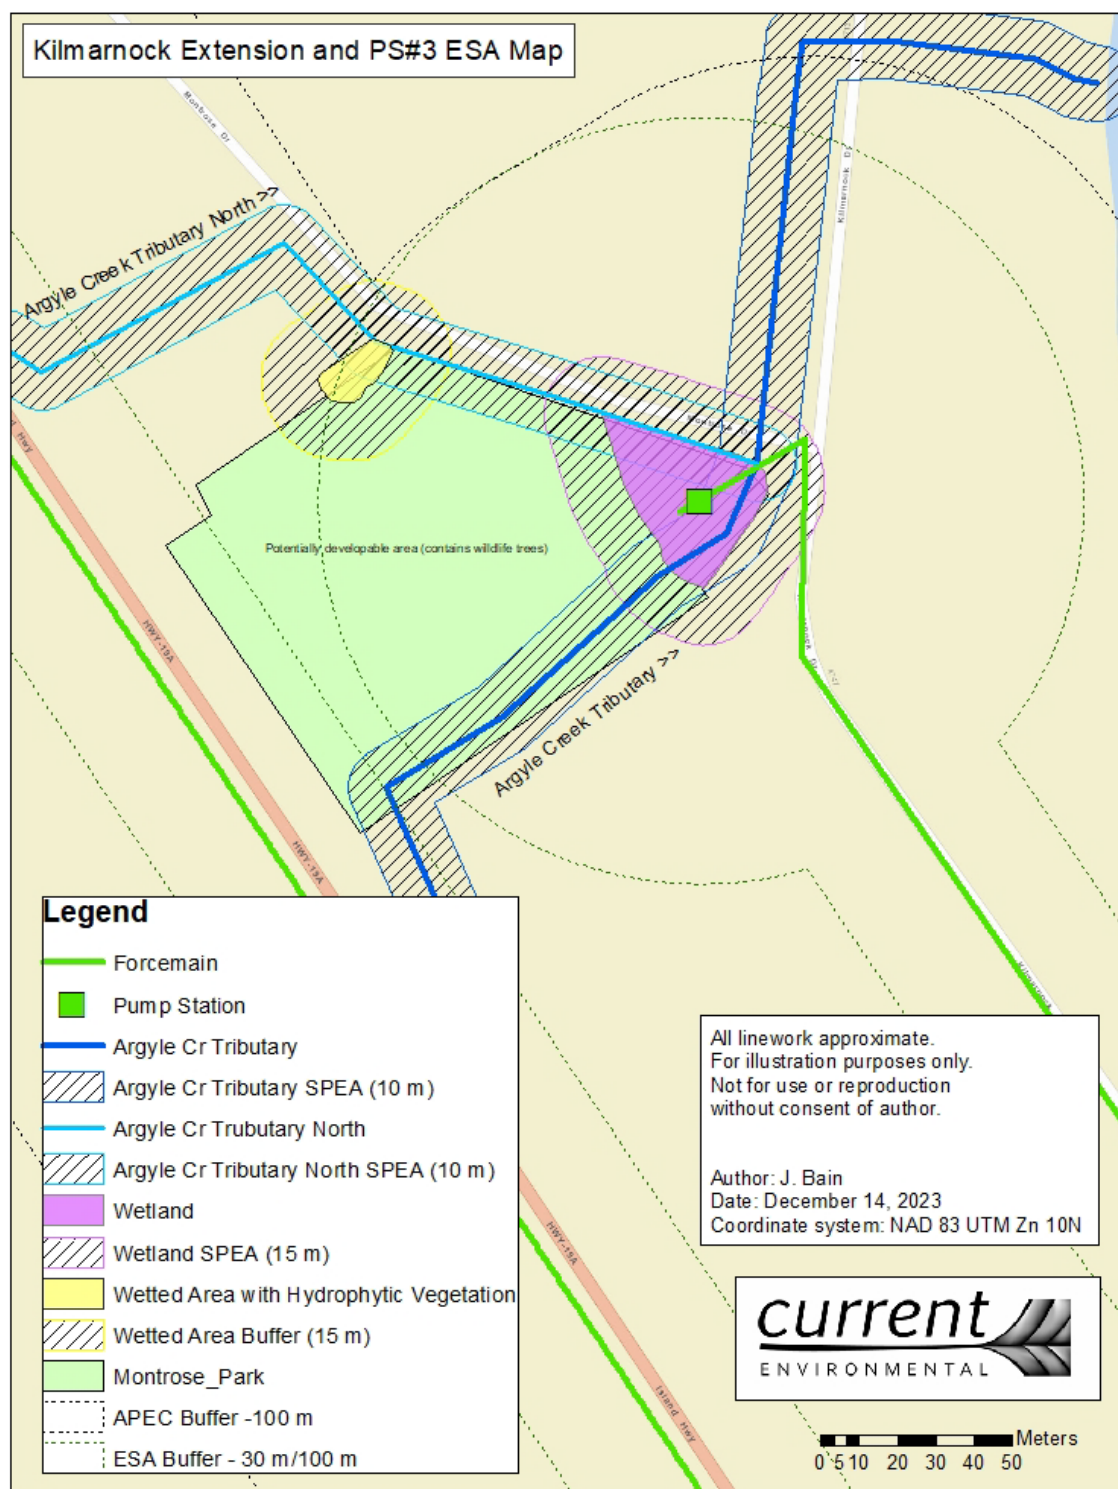 Kilmarnock Extension and PS#3 ESA Map
Montrose Dr
Kilmarnock Dr
Argyle Creek Tributary North >>
Montrose D
Potentially developable area (contains wildlife trees)
HWY-19A
Argyle Creek Tributary >>
HWY-19A
Kilmarnock
HWY-19A
Island Hwy
Legend
Forcemain
Pump Station
Argyle Cr Tributary
Argyle Cr Tributary SPEA (10 m)
Argyle Cr Trubutary North
Argyle Cr Tributary North SPEA (10 m)
Wetland
Wetland SPEA (15 m)
Wetted Area with Hydrophytic Vegetation
Wetted Area Buffer (15 m)
Montrose_Park
APEC Buffer -100 m
ESA Buffer - 30 m/100 m
All linework approximate.
For illustration purposes only.
Not for use or reproduction
without consent of author.
Author: J. Bain
Date: December 14, 2023
Coordinate system: NAD 83 UTM Zn 10N
current
ENVIRONMENTAL
Meters
0 5 10 20 30 40 50